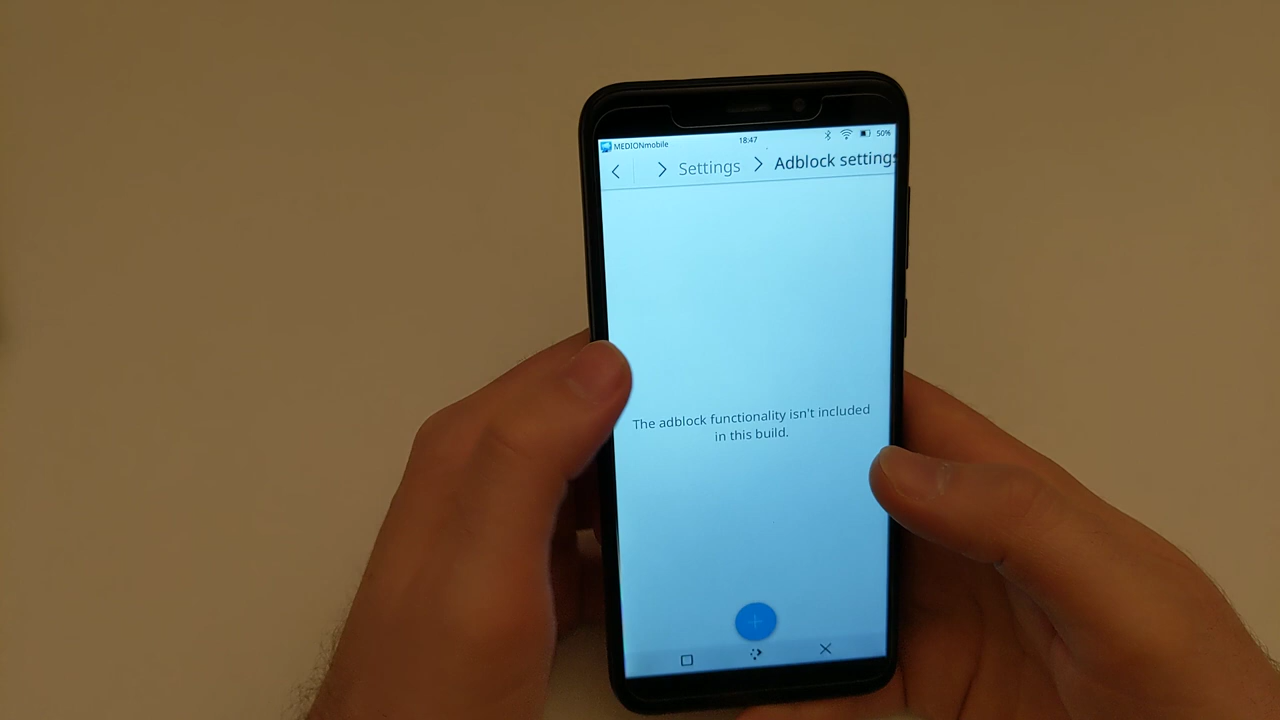 MEDIONmobile 18:47 50%
Settings Adblock settings
The adblock functionality isn't included
in this build.